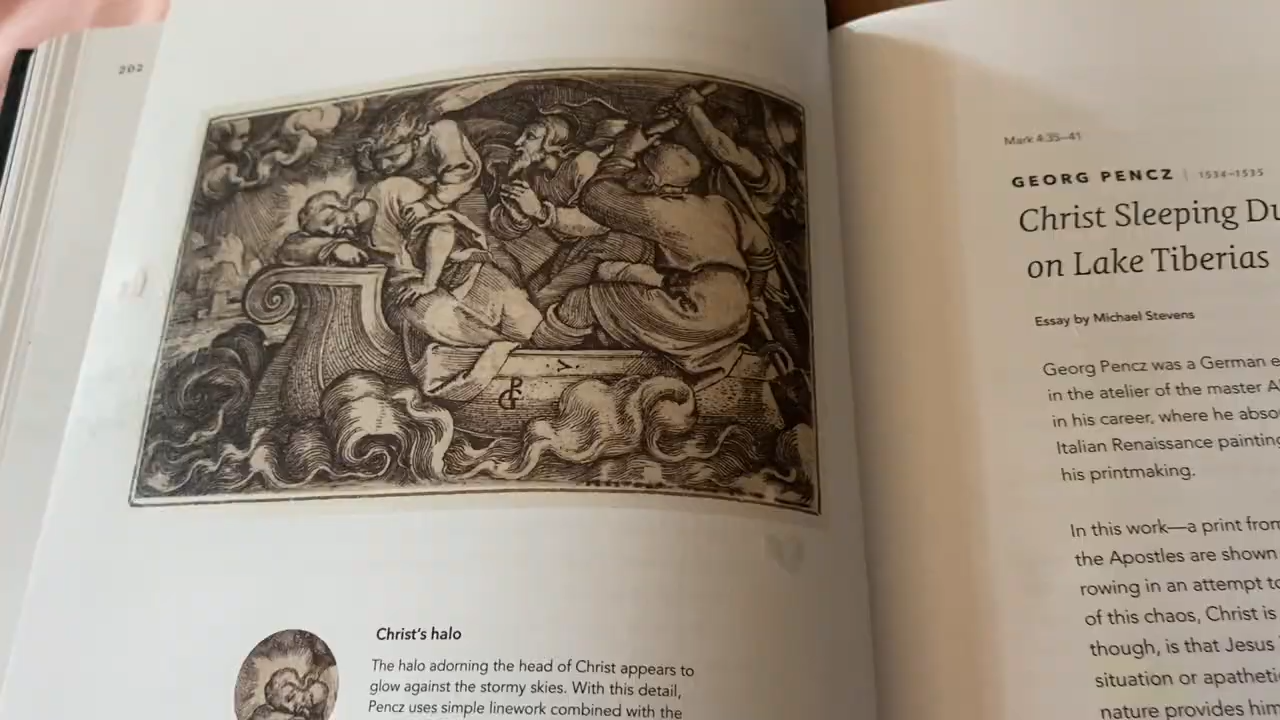 202
Christ's halo
The halo adorning the head of Christ appears to
glow against the stormy skies. With this detail,
Pencz uses simple linework combined with the
Mark 4:35–41
GEORG PENCZ | 1534–1535
Christ Sleeping Du
on Lake Tiberias
Essay by Michael Stevens
Georg Pencz was a German e
in the atelier of the master A
in his career, where he abso
Italian Renaissance painting
his printmaking.
In this work—a print from
the Apostles are shown
rowing in an attempt to
of this chaos, Christ is
though, is that Jesus
situation or apatheti
nature provides him